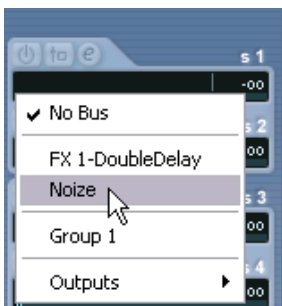 e
s 1
-oo
✓ No Bus
s 2
oo
FX 1-DoubleDelay
Noize
s 3
oo
Group 1
s 4
Outputs
oo